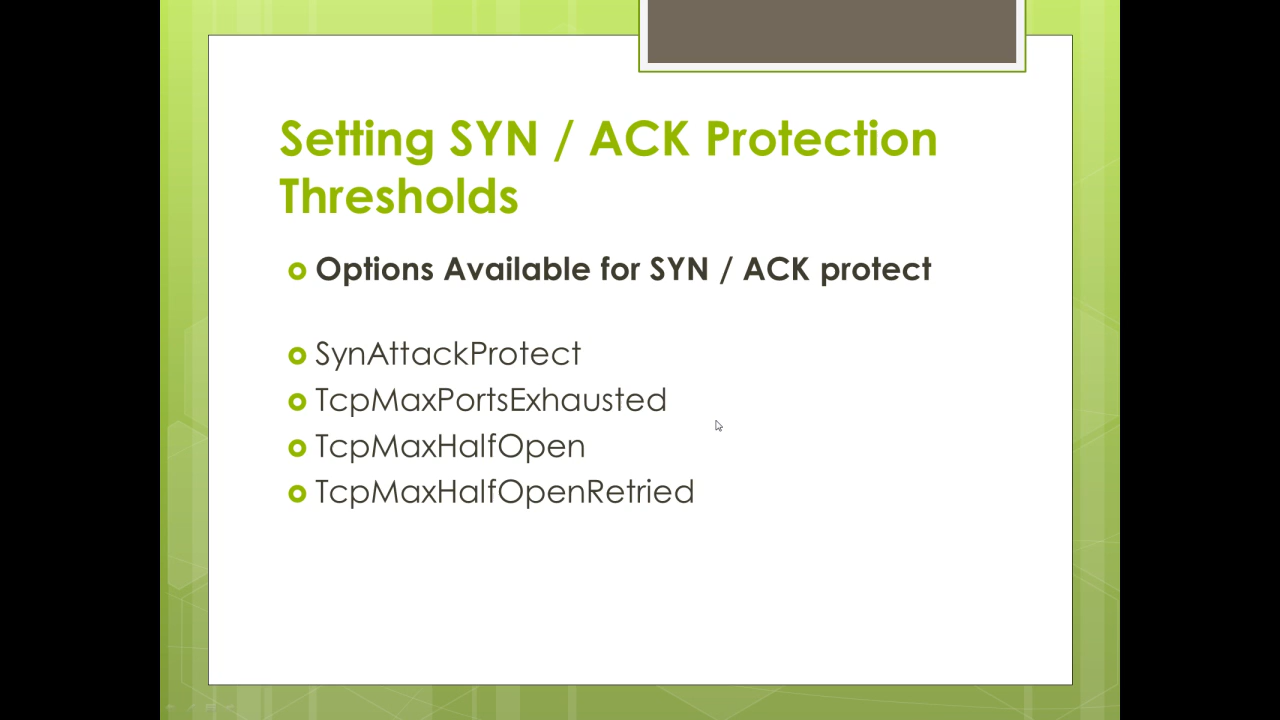 Setting SYN / ACK Protection
Thresholds
Options Available for SYN / ACK protect
SynAttackProtect
TcpMaxPortsExhausted
TcpMaxHalfOpen
TcpMaxHalfOpenRetried